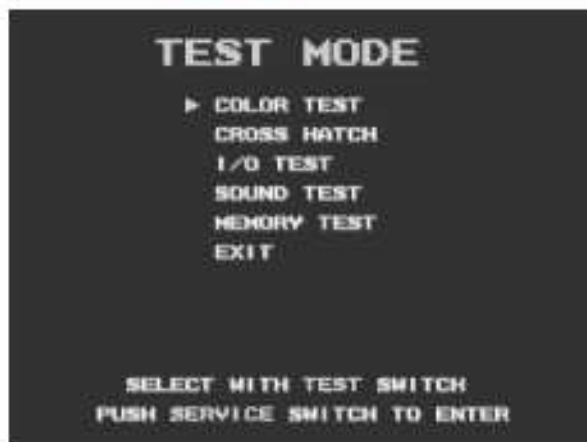 TEST MODE
▶ COLOR TEST
CROSS HATCH
I/O TEST
SOUND TEST
MEMORY TEST
EXIT
SELECT WITH TEST SWITCH
PUSH SERVICE SWITCH TO ENTER